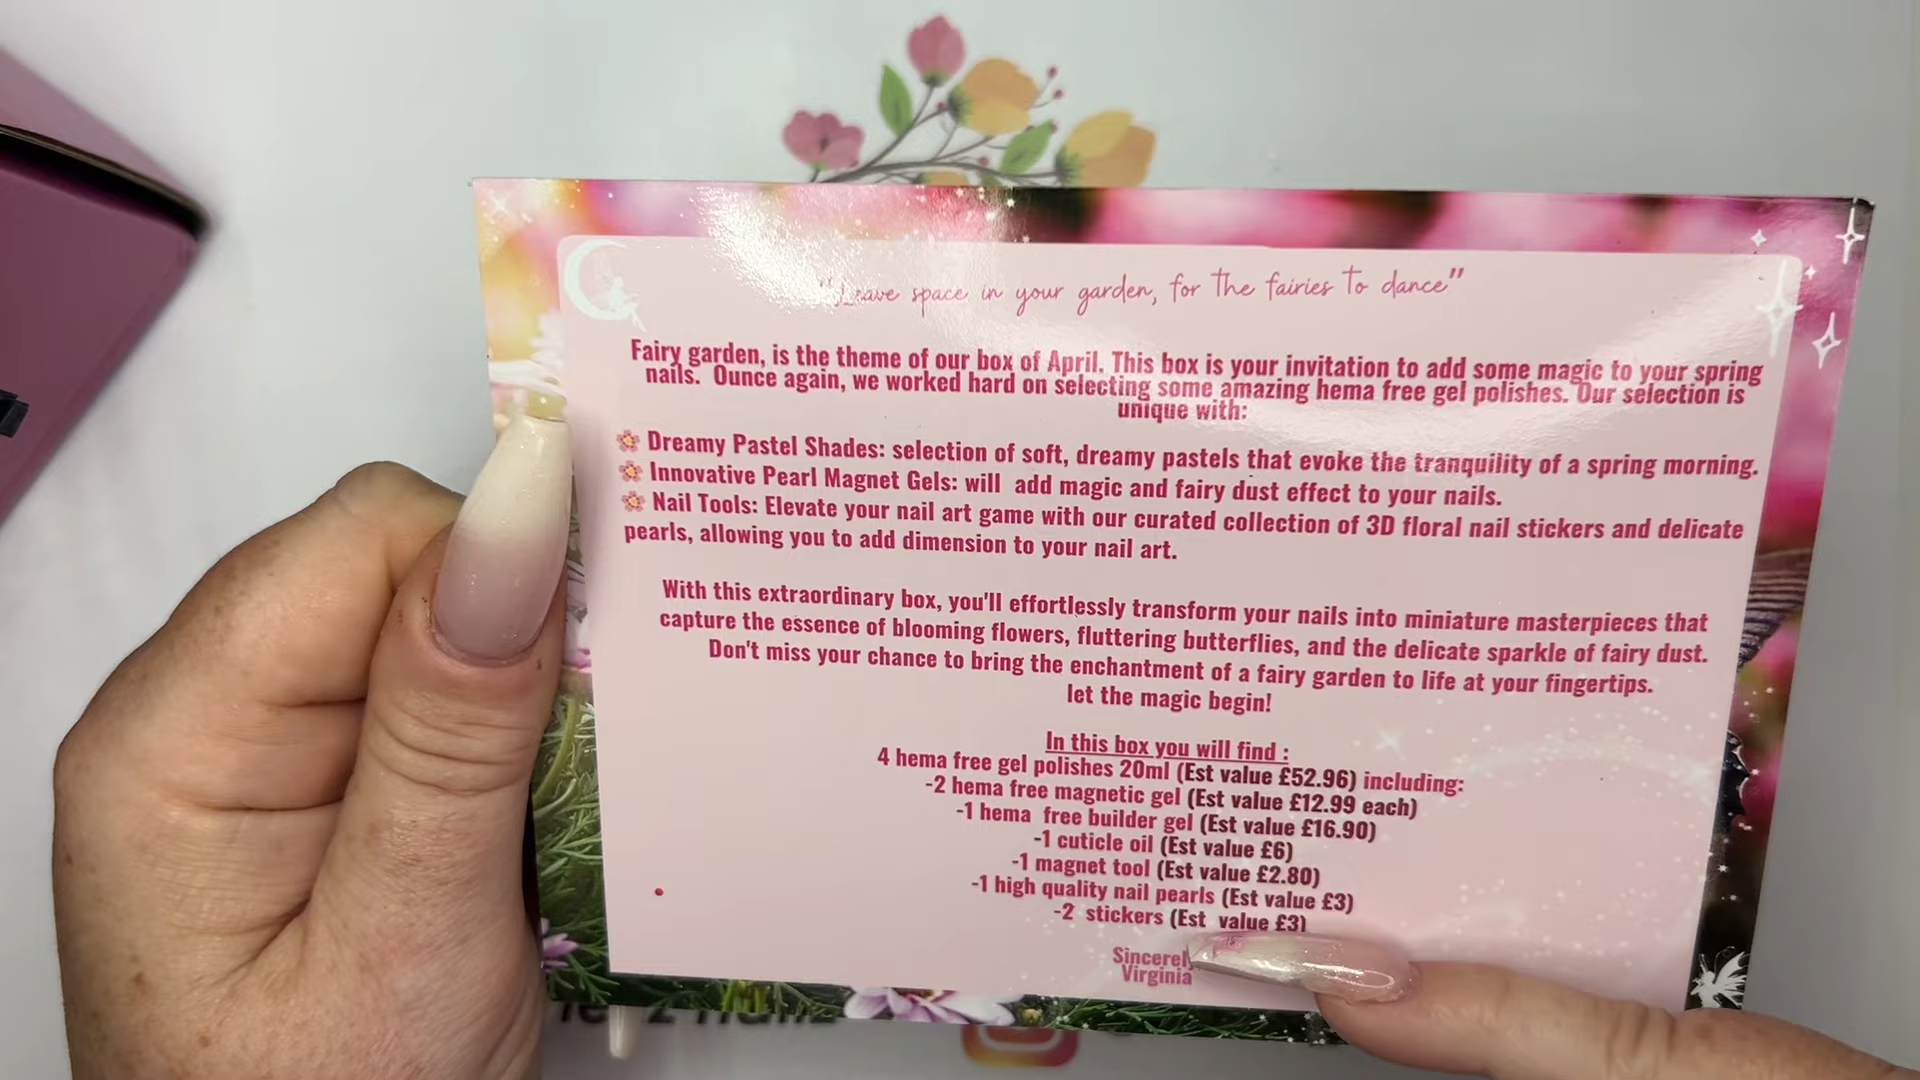 "Leave space in your garden, for the fairies to dance"
Fairy garden, is the theme of our box of April. This box is your invitation to add some magic to your spring
nails. Ounce again, we worked hard on selecting some amazing hema free gel polishes. Our selection is
unique with:
🌸 Dreamy Pastel Shades: selection of soft, dreamy pastels that evoke the tranquility of a spring morning.
🌸 Innovative Pearl Magnet Gels: will add magic and fairy dust effect to your nails.
🌸 Nail Tools: Elevate your nail art game with our curated collection of 3D floral nail stickers and delicate
pearls, allowing you to add dimension to your nail art.
With this extraordinary box, you'll effortlessly transform your nails into miniature masterpieces that
capture the essence of blooming flowers, fluttering butterflies, and the delicate sparkle of fairy dust.
Don't miss your chance to bring the enchantment of a fairy garden to life at your fingertips.
let the magic begin!
In this box you will find :
4 hema free gel polishes 20ml (Est value £52.96) including:
-2 hema free magnetic gel (Est value £12.99 each)
-1 hema free builder gel (Est value £16.90)
-1 cuticle oil (Est value £6)
-1 magnet tool (Est value £2.80)
-1 high quality nail pearls (Est value £3)
-2 stickers (Est value £3)
Sincerel
Virginia